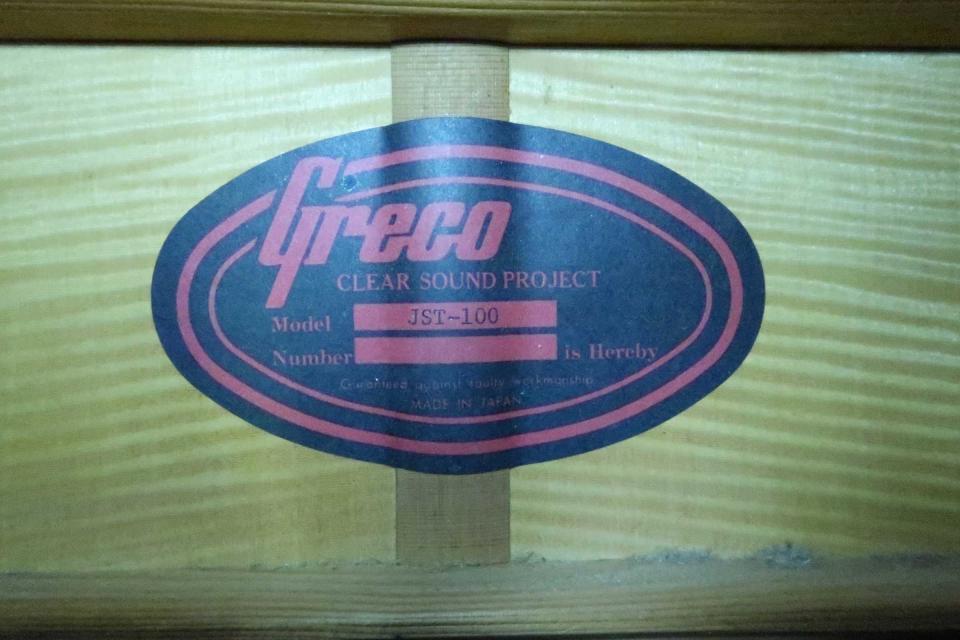 Greco
CLEAR SOUND PROJECT
Model JST-100
Number is Hereby
Guaranteed against faulty workmanship
MADE IN JAPAN